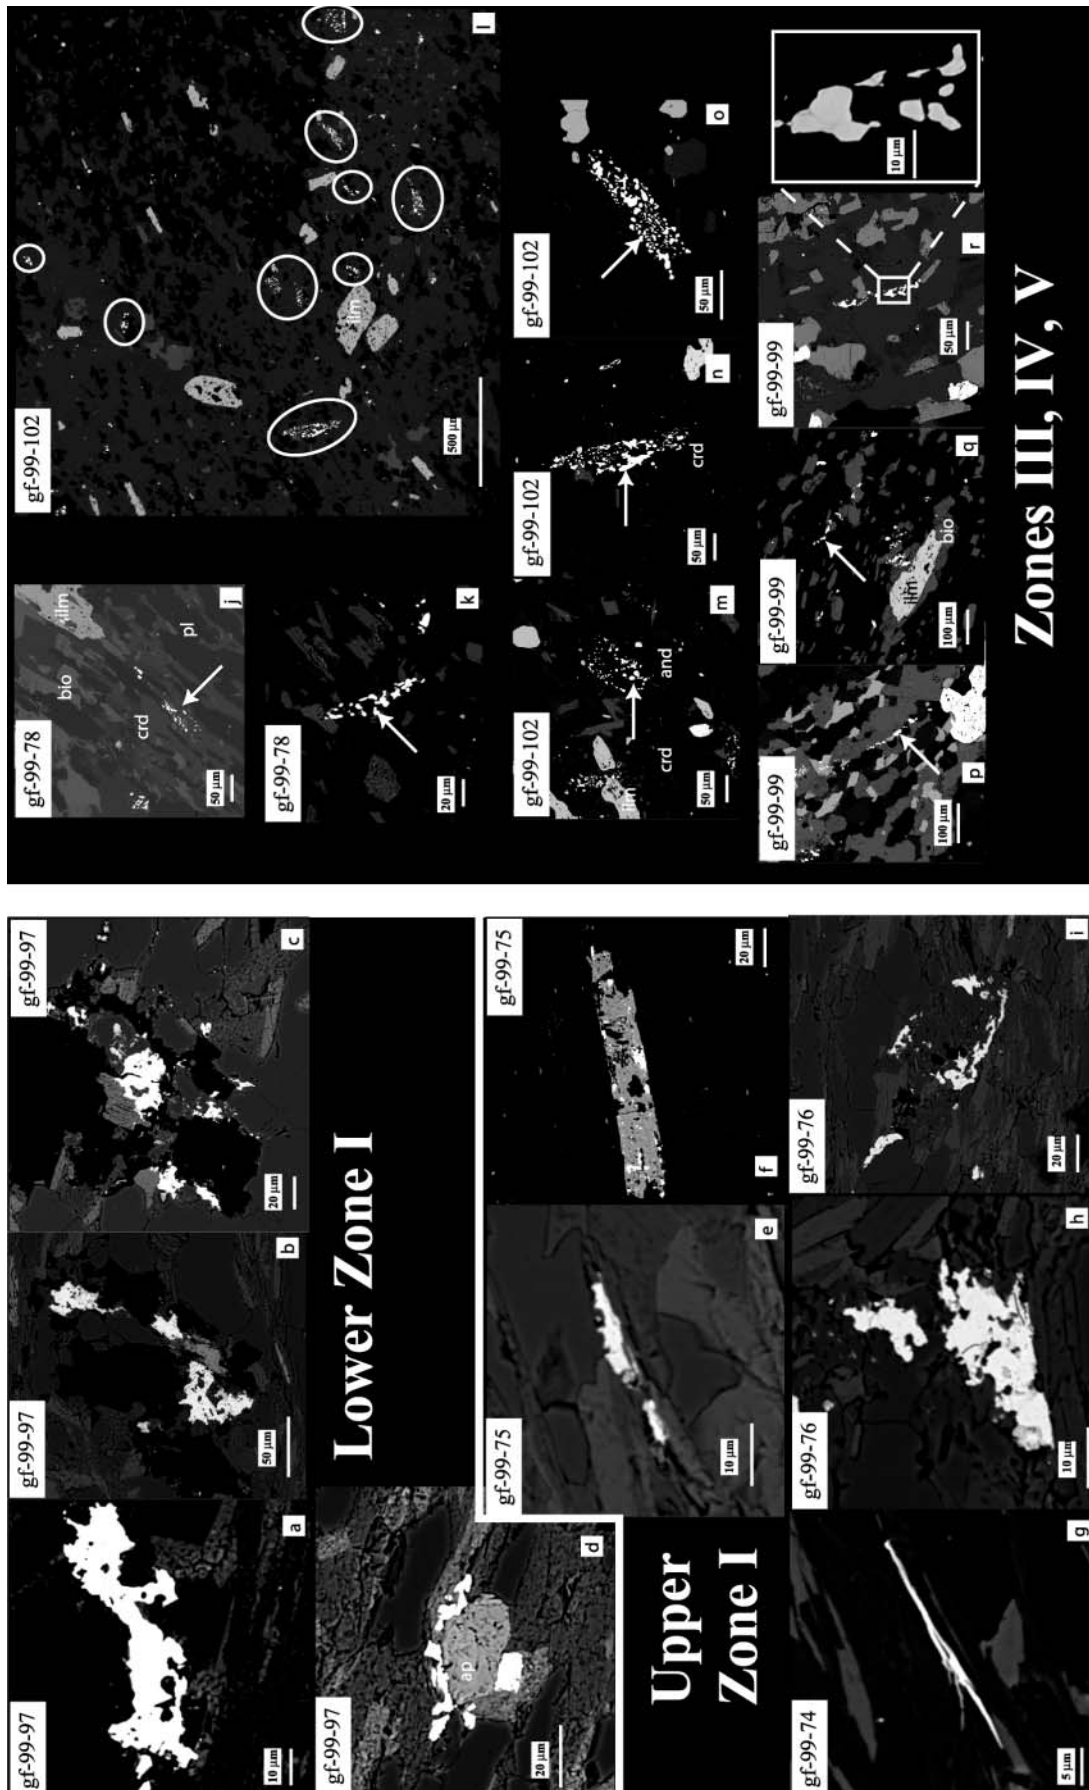 gf-99-97
10 µm
a
gf-99-97
50 µm
b
gf-99-97
20 µm
c
gf-99-97
ap
20 µm
d
Lower Zone I
Upper
Zone I
gf-99-75
10 µm
e
gf-99-75
20 µm
f
gf-99-74
5 µm
g
gf-99-76
10 µm
h
gf-99-76
20 µm
i
gf-99-78
bio
ilm
crd
pl
50 µm
j
gf-99-78
20 µm
k
gf-99-102
ilm
500 µm
l
gf-99-102
ilm
crd
and
50 µm
m
gf-99-102
crd
50 µm
n
gf-99-102
50 µm
o
gf-99-99
100 µm
p
gf-99-99
ilm
bio
100 µm
q
gf-99-99
50 µm
r
10 µm
Zones III, IV, V